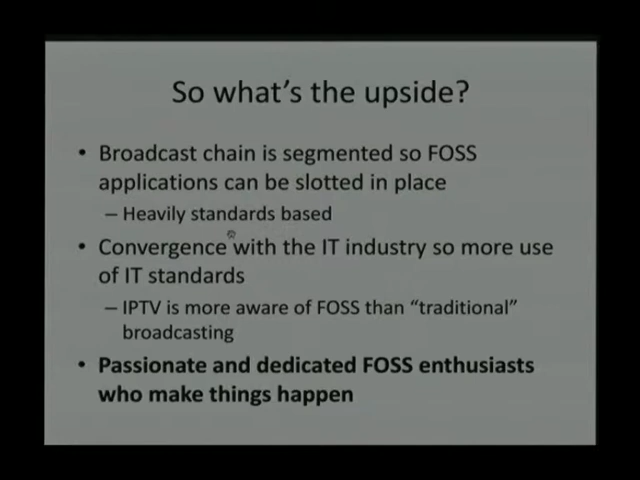 So what's the upside?
• Broadcast chain is segmented so FOSS
applications can be slotted in place
– Heavily standards based
• Convergence with the IT industry so more use
of IT standards
– IPTV is more aware of FOSS than “traditional”
broadcasting
• Passionate and dedicated FOSS enthusiasts
who make things happen